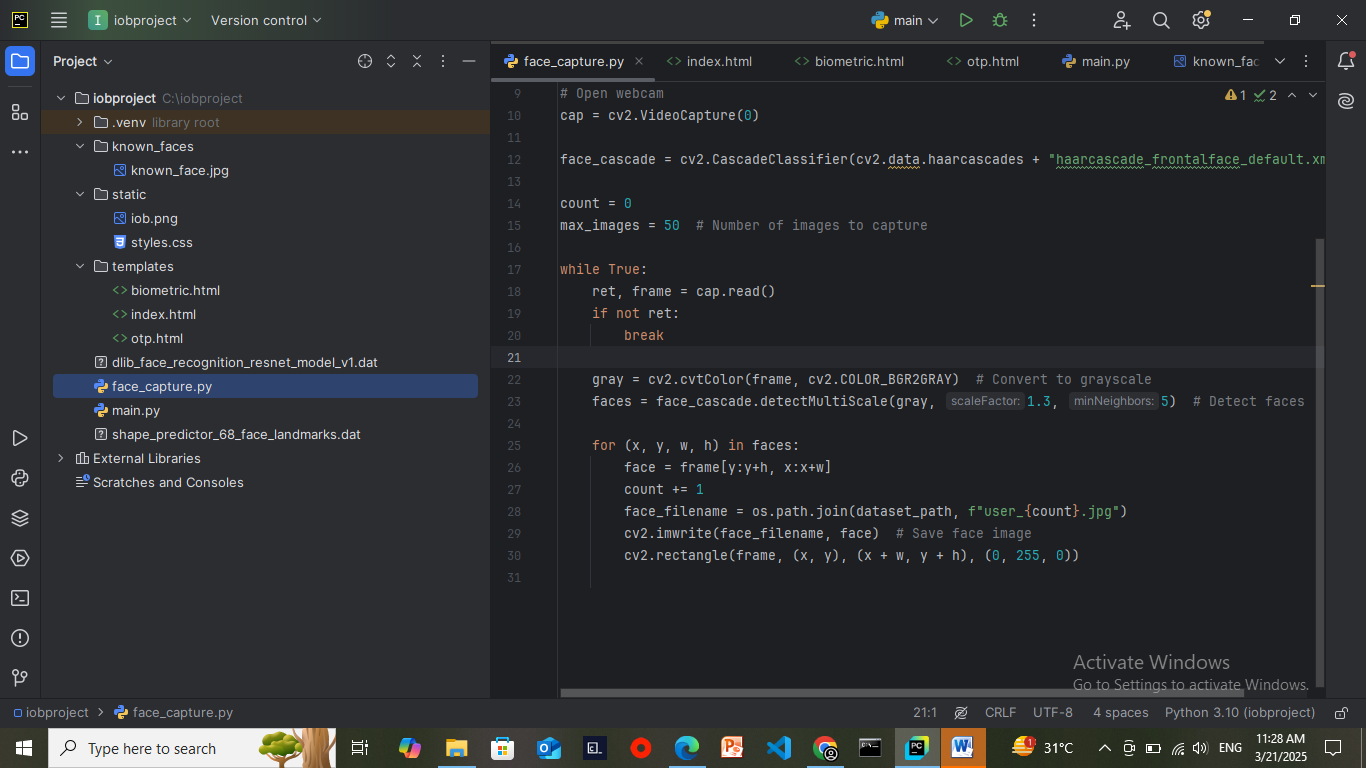 PC
I
iobproject
Version control
main
Project
face_capture.py
index.html
biometric.html
otp.html
main.py
known_fac
iobproject C:\iobproject
.venv library root
known_faces
known_face.jpg
static
iob.png
styles.css
templates
biometric.html
index.html
otp.html
dlib_face_recognition_resnet_model_v1.dat
face_capture.py
main.py
shape_predictor_68_face_landmarks.dat
External Libraries
Scratches and Consoles
1 2
9 # Open webcam
10 cap = cv2.VideoCapture(0)
11
12 face_cascade = cv2.CascadeClassifier(cv2.data.haarcascades + "haarcascade_frontalface_default.xm
13
14 count = 0
15 max_images = 50 # Number of images to capture
16
17 while True:
18 ret, frame = cap.read()
19 if not ret:
20 break
21
22 gray = cv2.cvtColor(frame, cv2.COLOR_BGR2GRAY) # Convert to grayscale
23 faces = face_cascade.detectMultiScale(gray, scaleFactor: 1.3, minNeighbors: 5) # Detect faces
24
25 for (x, y, w, h) in faces:
26 face = frame[y:y+h, x:x+w]
27 count += 1
28 face_filename = os.path.join(dataset_path, f"user_{count}.jpg")
29 cv2.imwrite(face_filename, face) # Save face image
30 cv2.rectangle(frame, (x, y), (x + w, y + h), (0, 255, 0))
31
Activate Windows
Go to Settings to activate Windows.
iobproject > face_capture.py
21:1 CRLF UTF-8 4 spaces Python 3.10 (iobproject)
Type here to search
1 31°C
ENG
11:28 AM
3/21/2025